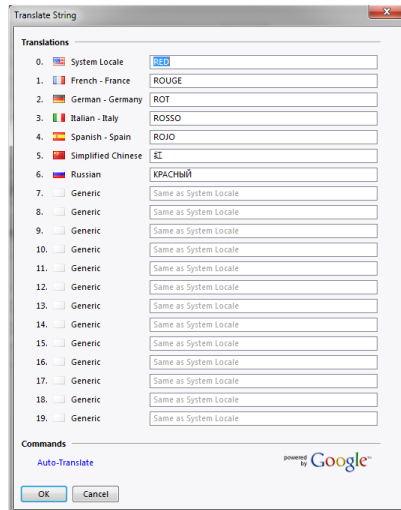 Translate String
Translations
0. System Locale RED
1. French - France ROUGE
2. German - Germany ROT
3. Italian - Italy ROSSO
4. Spanish - Spain ROJO
5. Simplified Chinese 紅
6. Russian КРАСНЫЙ
7. Generic Same as System Locale
8. Generic Same as System Locale
9. Generic Same as System Locale
10. Generic Same as System Locale
11. Generic Same as System Locale
12. Generic Same as System Locale
13. Generic Same as System Locale
14. Generic Same as System Locale
15. Generic Same as System Locale
16. Generic Same as System Locale
17. Generic Same as System Locale
18. Generic Same as System Locale
19. Generic Same as System Locale
Commands
Auto-Translate powered by Google™
OK Cancel